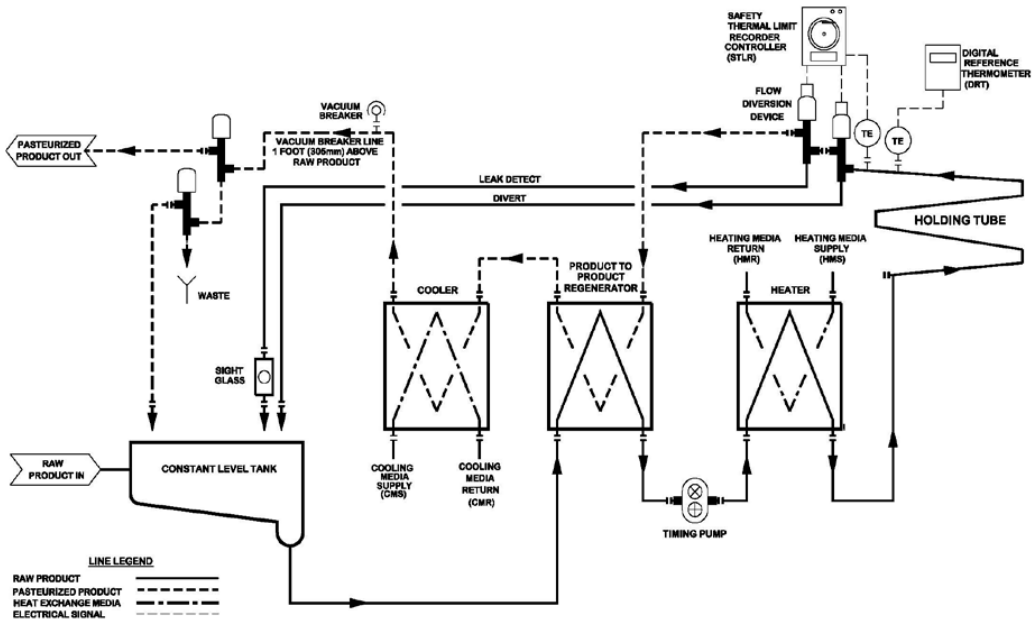 SAFETY
THERMAL LIMIT
RECORDER
CONTROLLER
(STLR)
DIGITAL
REFERENCE
THERMOMETER
(DRT)
FLOW
DIVERSION
DEVICE
TE
TE
VACUUM
BREAKER
PASTEURIZED
PRODUCT OUT
VACUUM BREAKER LINE
1 FOOT (305mm) ABOVE
RAW PRODUCT
LEAK DETECT
DIVERT
HOLDING TUBE
HEATING MEDIA
RETURN
(HMR)
HEATING MEDIA
SUPPLY
(HMS)
WASTE
COOLER
PRODUCT TO
PRODUCT
REGENERATOR
HEATER
SIGHT
GLASS
RAW
PRODUCT IN
CONSTANT LEVEL TANK
COOLING
MEDIA
SUPPLY
(CMS)
COOLING
MEDIA
RETURN
(CMR)
TIMING PUMP
LINE LEGEND
RAW PRODUCT
PASTEURIZED PRODUCT
HEAT EXCHANGE MEDIA
ELECTRICAL SIGNAL